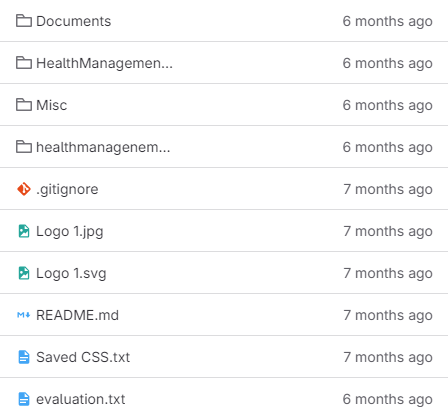 Documents 6 months ago
HealthManagemen... 6 months ago
Misc 6 months ago
healthmanagenem... 6 months ago
.gitignore 7 months ago
Logo 1.jpg 7 months ago
Logo 1.svg 7 months ago
README.md 7 months ago
Saved CSS.txt 7 months ago
evaluation.txt 6 months ago